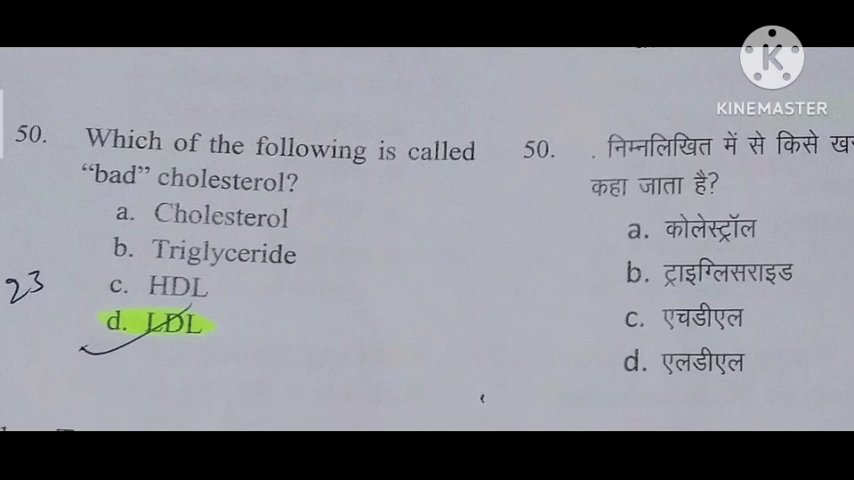 KINEMASTER
50. Which of the following is called
“bad” cholesterol?
a. Cholesterol
b. Triglyceride
c. HDL
d. LDL
23
50. . निम्नलिखित में से किसे
कहा जाता है?
a. कोलेस्ट्रॉल
b. ट्राइग्लिसराइड
c. एचडीएल
d. एलडीएल